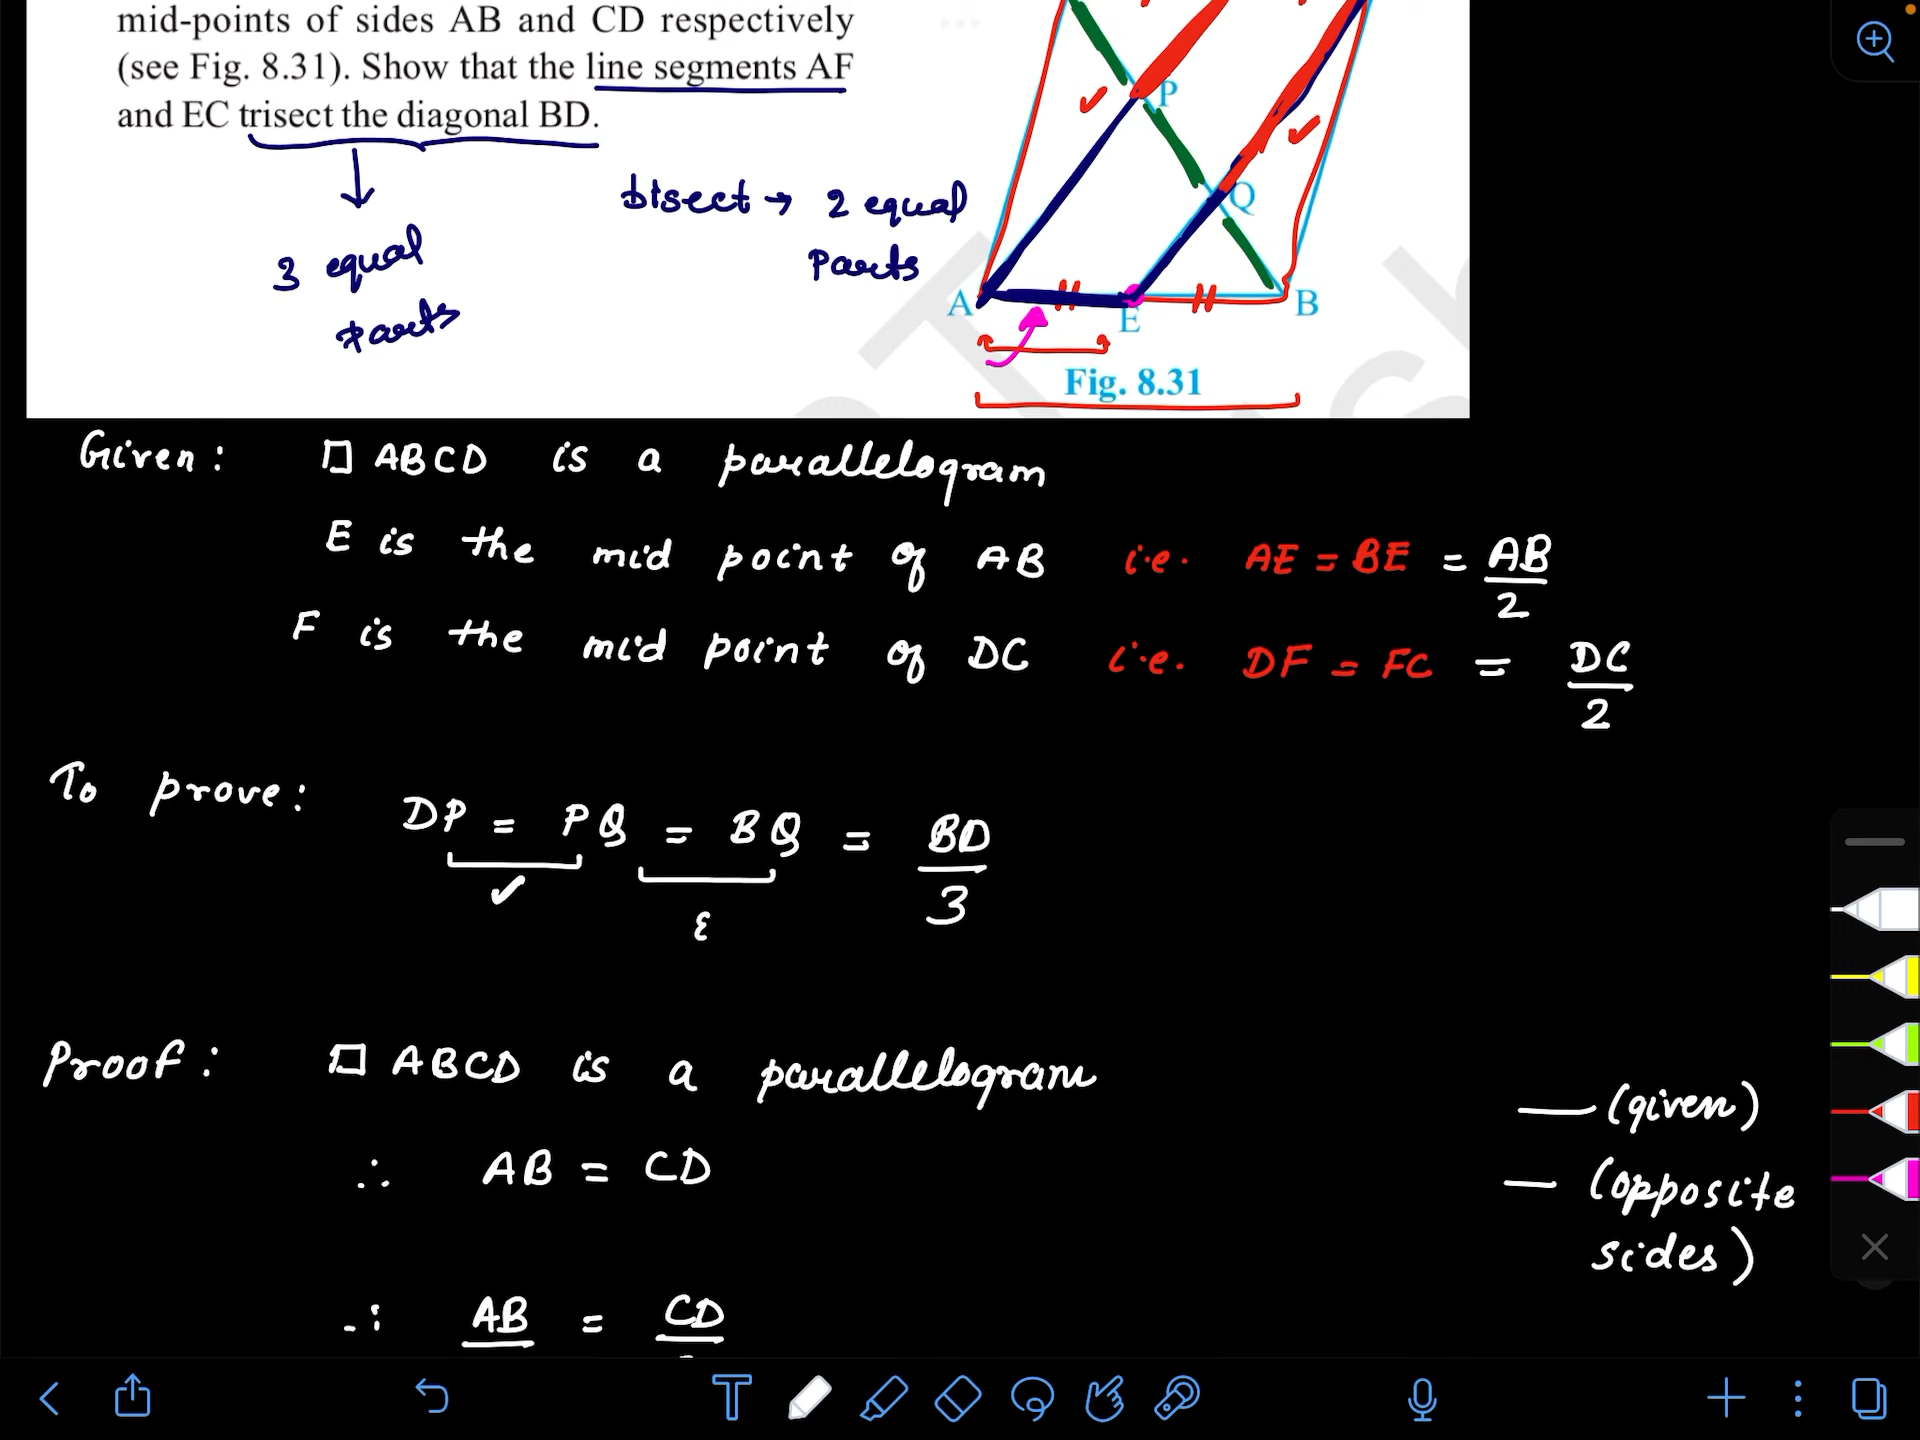 mid-points of sides AB and CD respectively
(see Fig. 8.31). Show that the line segments AF
and EC trisect the diagonal BD.
3 equal
parts
bisect → 2 equal
Parts
P
Q
A
E
B
Fig. 8.31
Given: □ ABCD is a parallelogram
E is the mid point of AB i.e. AE = BE = AB/2
F is the mid point of DC i.e. DF = FC = DC/2
To prove: DP = PQ = BQ = BD/3
✓ ε
Proof: □ ABCD is a parallelogram — (given)
∴ AB = CD — (opposite
sides)
∴ AB = CD
T